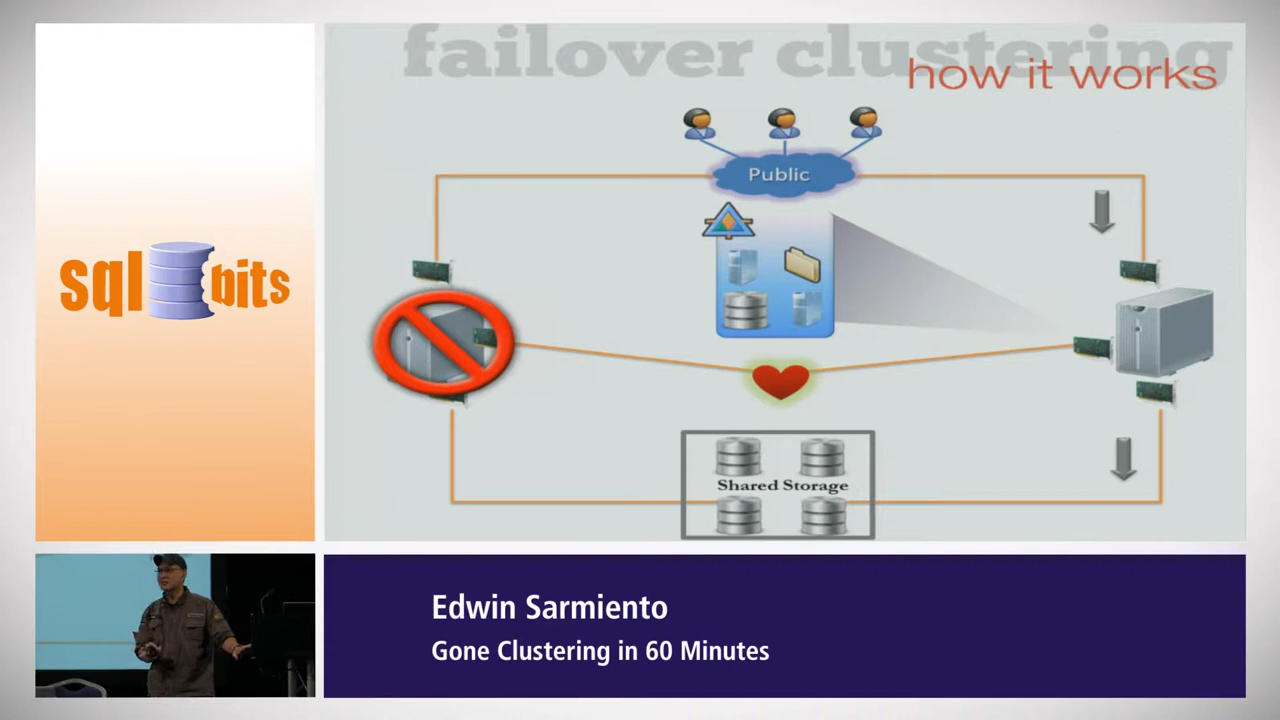 failover clustering
how it works
Public
Shared Storage
sql bits
Edwin Sarmiento
Gone Clustering in 60 Minutes